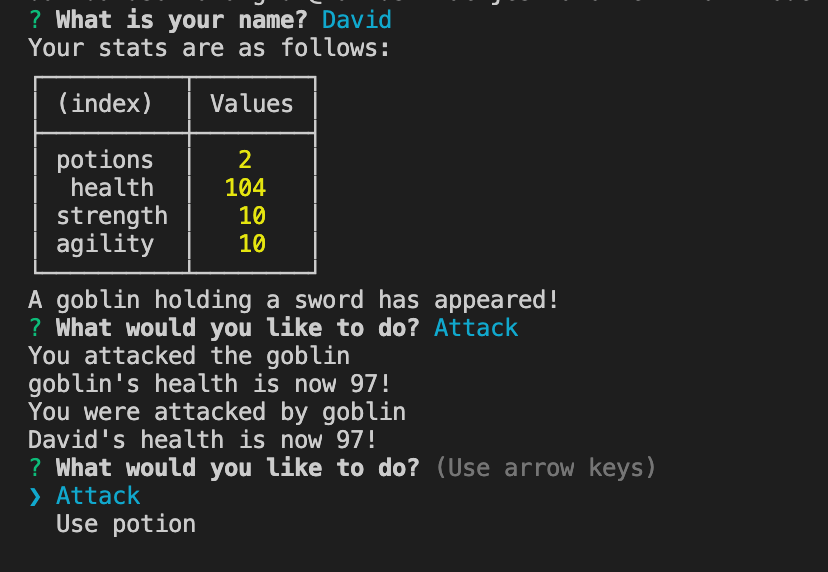 ? What is your name? David
Your stats are as follows:
(index) Values
potions 2
health 104
strength 10
agility 10
A goblin holding a sword has appeared!
? What would you like to do? Attack
You attacked the goblin
goblin's health is now 97!
You were attacked by goblin
David's health is now 97!
? What would you like to do? (Use arrow keys)
❯ Attack
Use potion